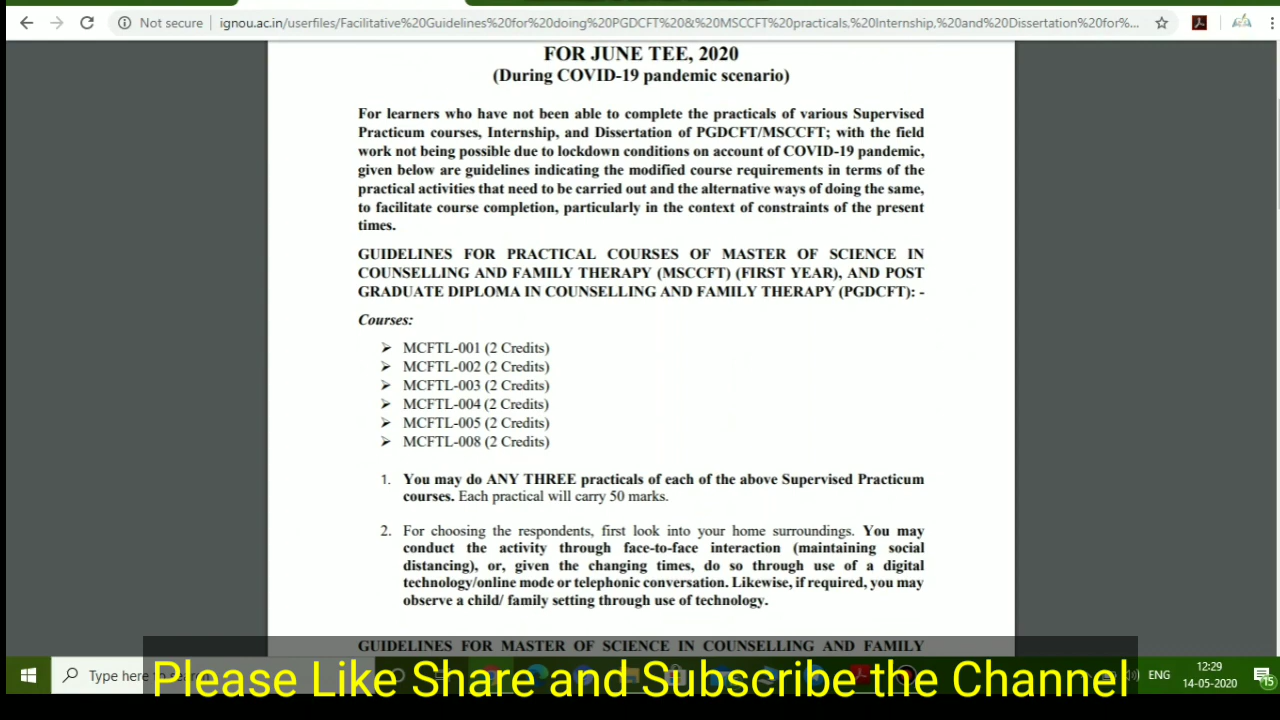 Not secure | ignou.ac.in/userfiles/Facilitative%20Guidelines%20for%20doing%20PGDCFT%20&%20MSCCFT%20practicals,%20Internship,%20and%20Dissertation%20for%...
FOR JUNE TEE, 2020
(During COVID-19 pandemic scenario)
For learners who have not been able to complete the practicals of various Supervised
Practicum courses, Internship, and Dissertation of PGDCFT/MSCCFT; with the field
work not being possible due to lockdown conditions on account of COVID-19 pandemic,
given below are guidelines indicating the modified course requirements in terms of the
practical activities that need to be carried out and the alternative ways of doing the same,
to facilitate course completion, particularly in the context of constraints of the present
times.
GUIDELINES FOR PRACTICAL COURSES OF MASTER OF SCIENCE IN
COUNSELLING AND FAMILY THERAPY (MSCCFT) (FIRST YEAR), AND POST
GRADUATE DIPLOMA IN COUNSELLING AND FAMILY THERAPY (PGDCFT): -
Courses:
➤ MCFTL-001 (2 Credits)
➤ MCFTL-002 (2 Credits)
➤ MCFTL-003 (2 Credits)
➤ MCFTL-004 (2 Credits)
➤ MCFTL-005 (2 Credits)
➤ MCFTL-008 (2 Credits)
1. You may do ANY THREE practicals of each of the above Supervised Practicum
courses. Each practical will carry 50 marks.
2. For choosing the respondents, first look into your home surroundings. You may
conduct the activity through face-to-face interaction (maintaining social
distancing), or, given the changing times, do so through use of a digital
technology/online mode or telephonic conversation. Likewise, if required, you may
observe a child/ family setting through use of technology.
GUIDELINES FOR MASTER OF SCIENCE IN COUNSELLING AND FAMILY
Type here
Please Like Share and Subscribe the Channel
ENG
12:29
14-05-2020
15